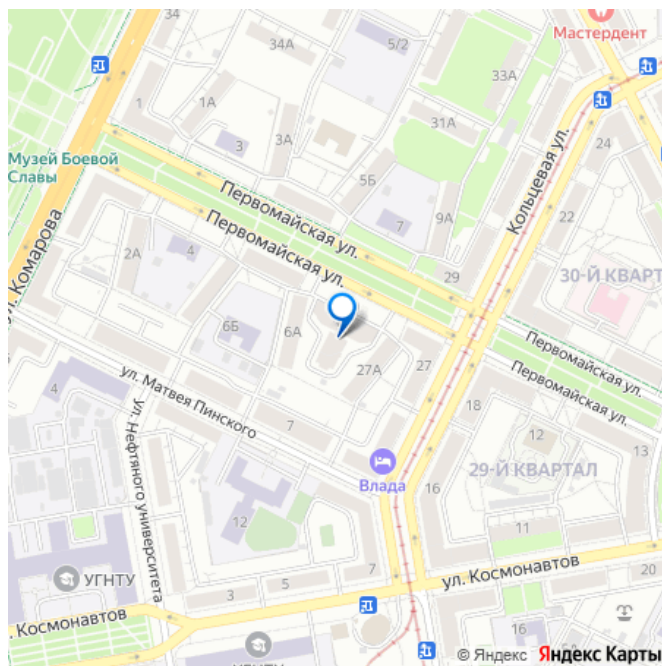 34А
5/2
Мастердент
1
1А
3
3А
33А
31А
Кольцевая ул.
24
Музей Боевой
Славы
5Б
7
9А
22
Первомайская ул.
Первомайская ул.
ул. Комарова
2А
4
29
30-Й КВАРТ
6Б
6А
27А
27
Первомайская ул.
Первомайская ул.
4
ул. Матвея Пинского
7
18
12
13
Влада
29-Й КВАРТАЛ
16
ул. Нефтяного университета
12
11
УГНТУ
3
5
7
ул. Космонавтов
20
. Космонавтов
16
© Яндекс Яндекс Карты